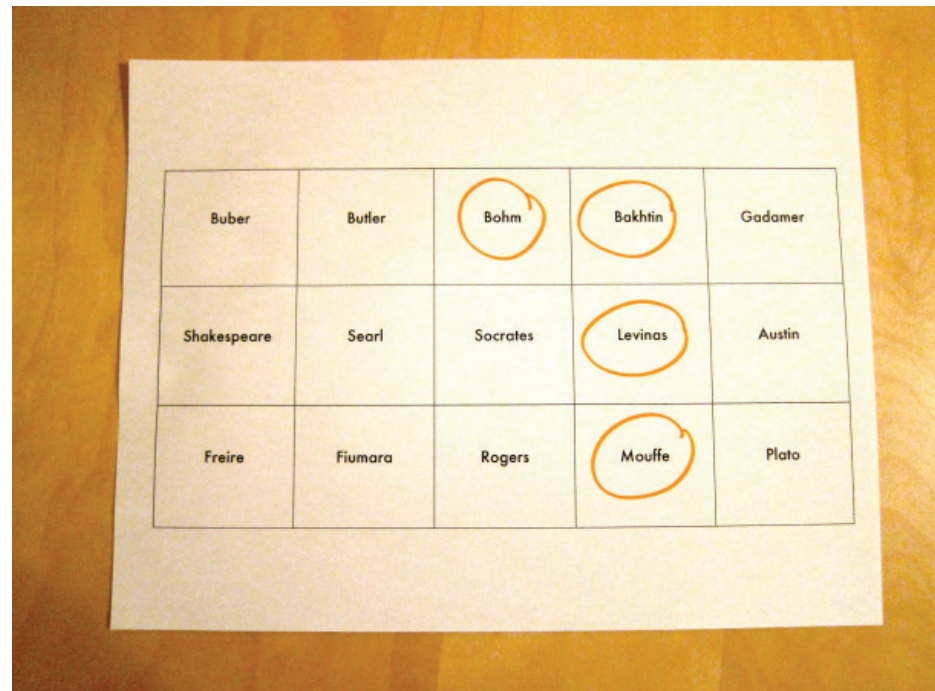 Buber Butler Bohm Bakhtin Gadamer
Shakespeare Searl Socrates Levinas Austin
Freire Fiumara Rogers Mouffe Plato